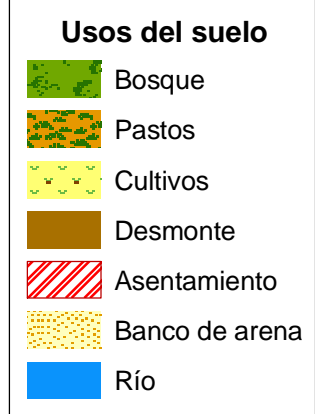 Usos del suelo
Bosque
Pastos
Cultivos
Desmonte
Asentamiento
Banco de arena
Río